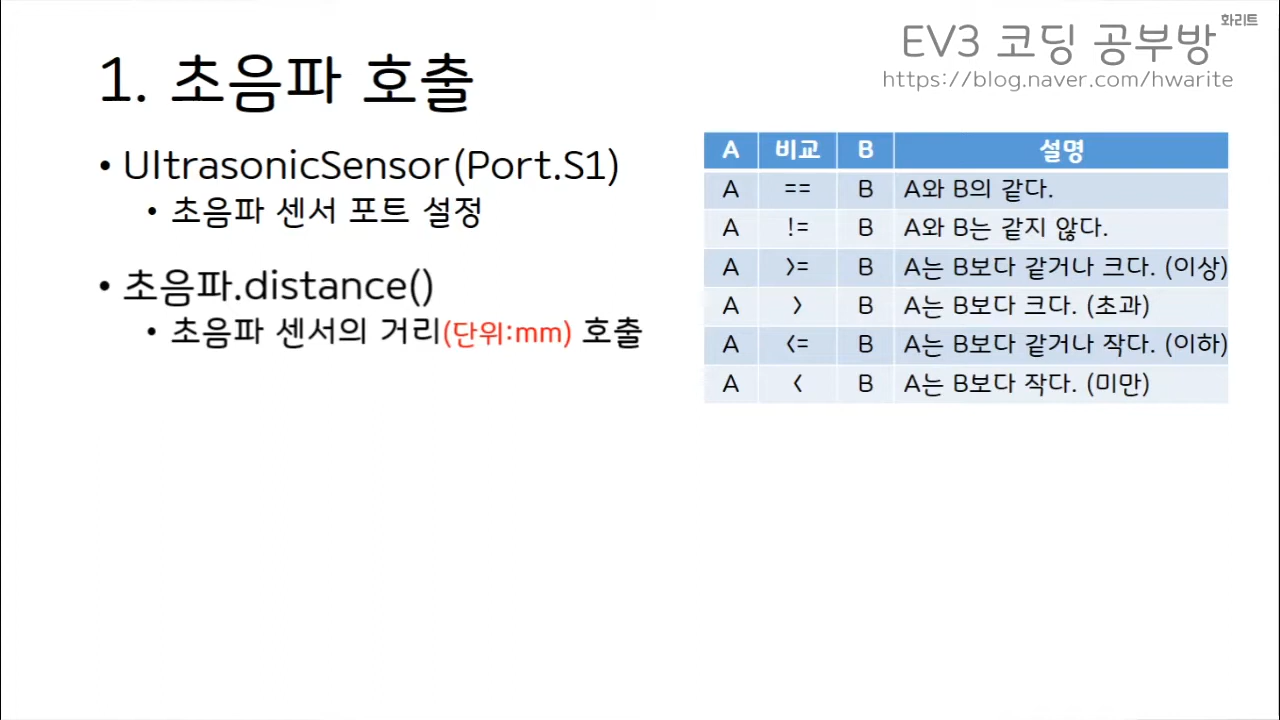 화리트
EV3 코딩 공부방
https://blog.naver.com/hwarite
1. 초음파 호출
• UltrasonicSensor(Port.S1)
• 초음파 센서 포트 설정
• 초음파.distance()
• 초음파 센서의 거리(단위:mm) 호출
A 비교 B 설명
A == B A와 B의 같다.
A != B A와 B는 같지 않다.
A >= B A는 B보다 같거나 크다. (이상)
A > B A는 B보다 크다. (초과)
A <= B A는 B보다 같거나 작다. (이하)
A < B A는 B보다 작다. (미만)